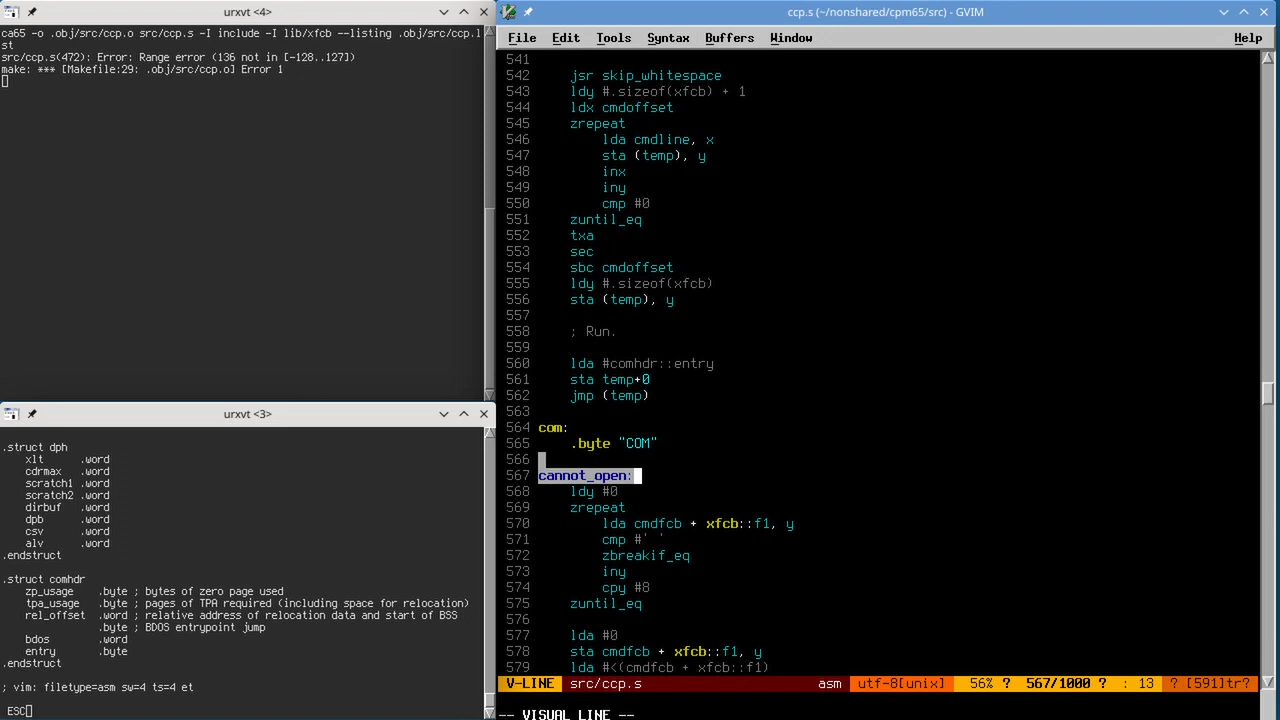 urxvt <4>
ca65 -o .obj/src/ccp.o src/ccp.s -I include -I lib/xfcb --listing .obj/src/ccp.l
st
src/ccp.s(472): Error: Range error (136 not in [-128..127])
make: *** [Makefile:29: .obj/src/ccp.o] Error 1
urxvt <3>
.struct dph
    xlt      .word
    cdrmax   .word
    scratch1 .word
    scratch2 .word
    dirbuf   .word
    dpb      .word
    csv      .word
    alv      .word
.endstruct
.struct comhdr
    zp_usage    .byte ; bytes of zero page used
    tpa_usage   .byte ; pages of TPA required (including space for relocation)
    rel_offset  .word ; relative address of relocation data and start of BSS
                .byte ; BDOS entrypoint jump
    bdos        .word
    entry       .byte
.endstruct
; vim: filetype=asm sw=4 ts=4 et
ESC
ccp.s (~/nonshared/cpm65/src) - GVIM
File Edit Tools Syntax Buffers Window Help
541
542     jsr skip_whitespace
543     ldy #.sizeof(xfcb) + 1
544     ldx cmdoffset
545     zrepeat
546         lda cmdline, x
547         sta (temp), y
548         inx
549         iny
550         cmp #0
551     zuntil_eq
552     txa
553     sec
554     sbc cmdoffset
555     ldy #.sizeof(xfcb)
556     sta (temp), y
557
558     ; Run.
559
560     lda #comhdr::entry
561     sta temp+0
562     jmp (temp)
563
564 com:
565     .byte "COM"
566
567 cannot_open:
568     ldy #0
569     zrepeat
570         lda cmdfcb + xfcb::f1, y
571         cmp #' '
572         zbreakif_eq
573         iny
574         cpy #8
575     zuntil_eq
576
577     lda #0
578     sta cmdfcb + xfcb::f1, y
579     lda #<(cmdfcb + xfcb::f1)
V-LINE src/ccp.s asm utf-8[unix] 56% ? 567/1000 ? : 13 ? [591]tr?
-- VISUAL LINE --